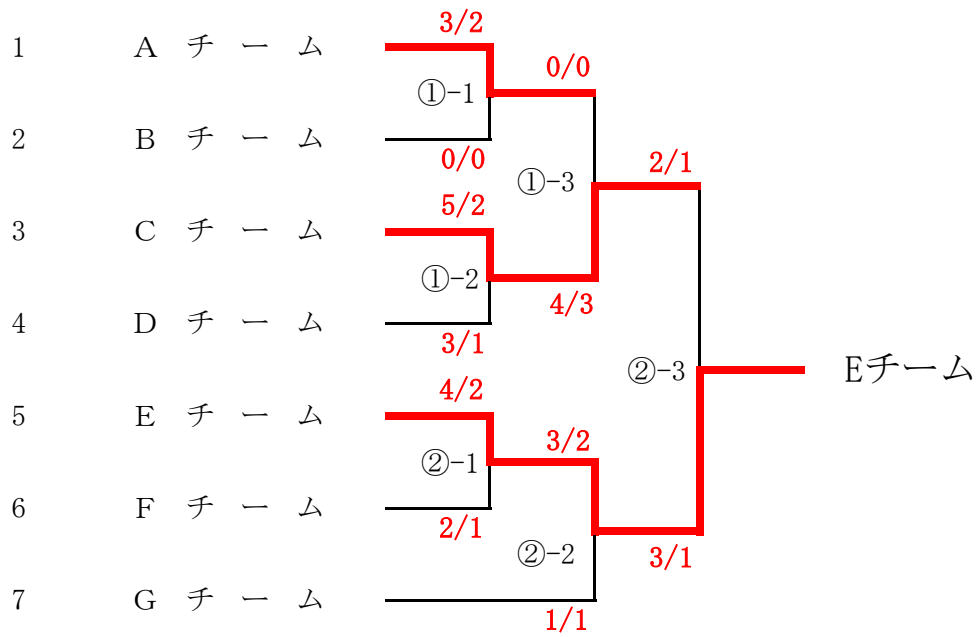 3/2
1 A チ ー ム
0/0
①-1
2 B チ ー ム
0/0
2/1
①-3
5/2
3 C チ ー ム
①-2
4/3
4 D チ ー ム
3/1
②-3 Eチーム
4/2
5 E チ ー ム
3/2
②-1
6 F チ ー ム
2/1
②-2
3/1
7 G チ ー ム
1/1